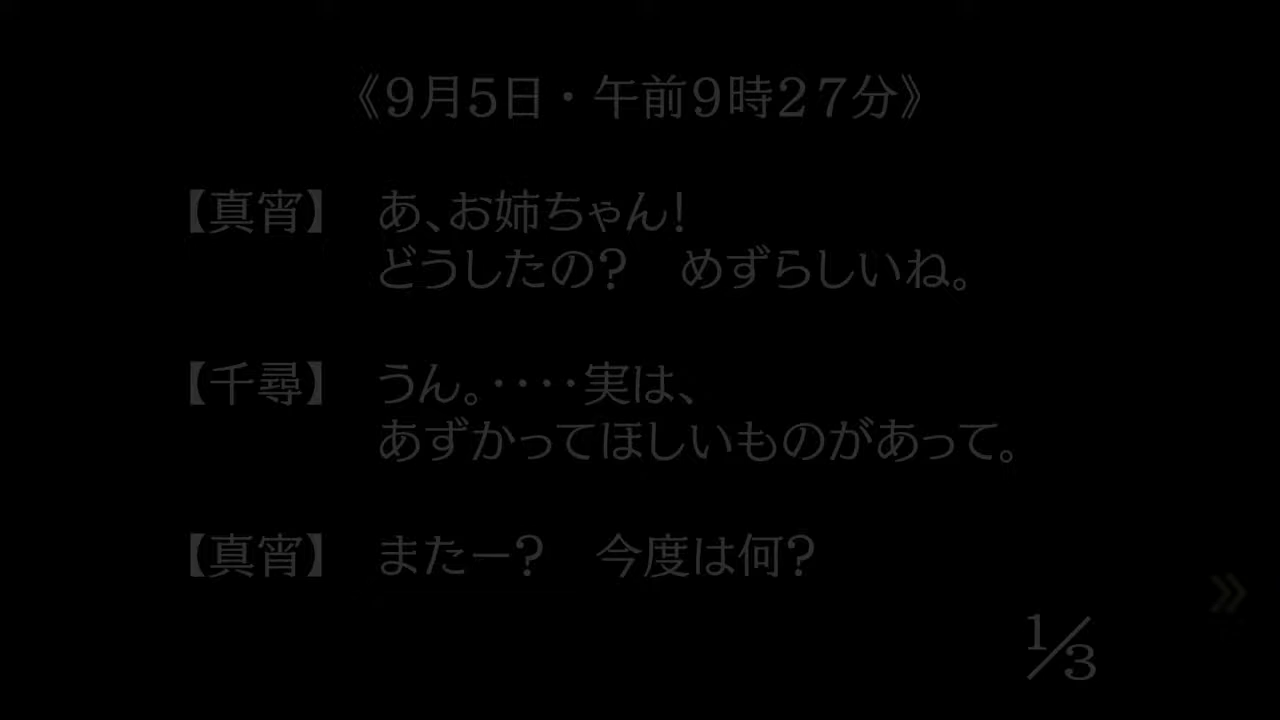 《９月５日・午前９時２７分》
【真宵】　あ、お姉ちゃん！
どうしたの？　めずらしいね。
【千尋】　うん。‥‥実は、
あずかってほしいものがあって。
【真宵】　またー？　今度は何？
1/3